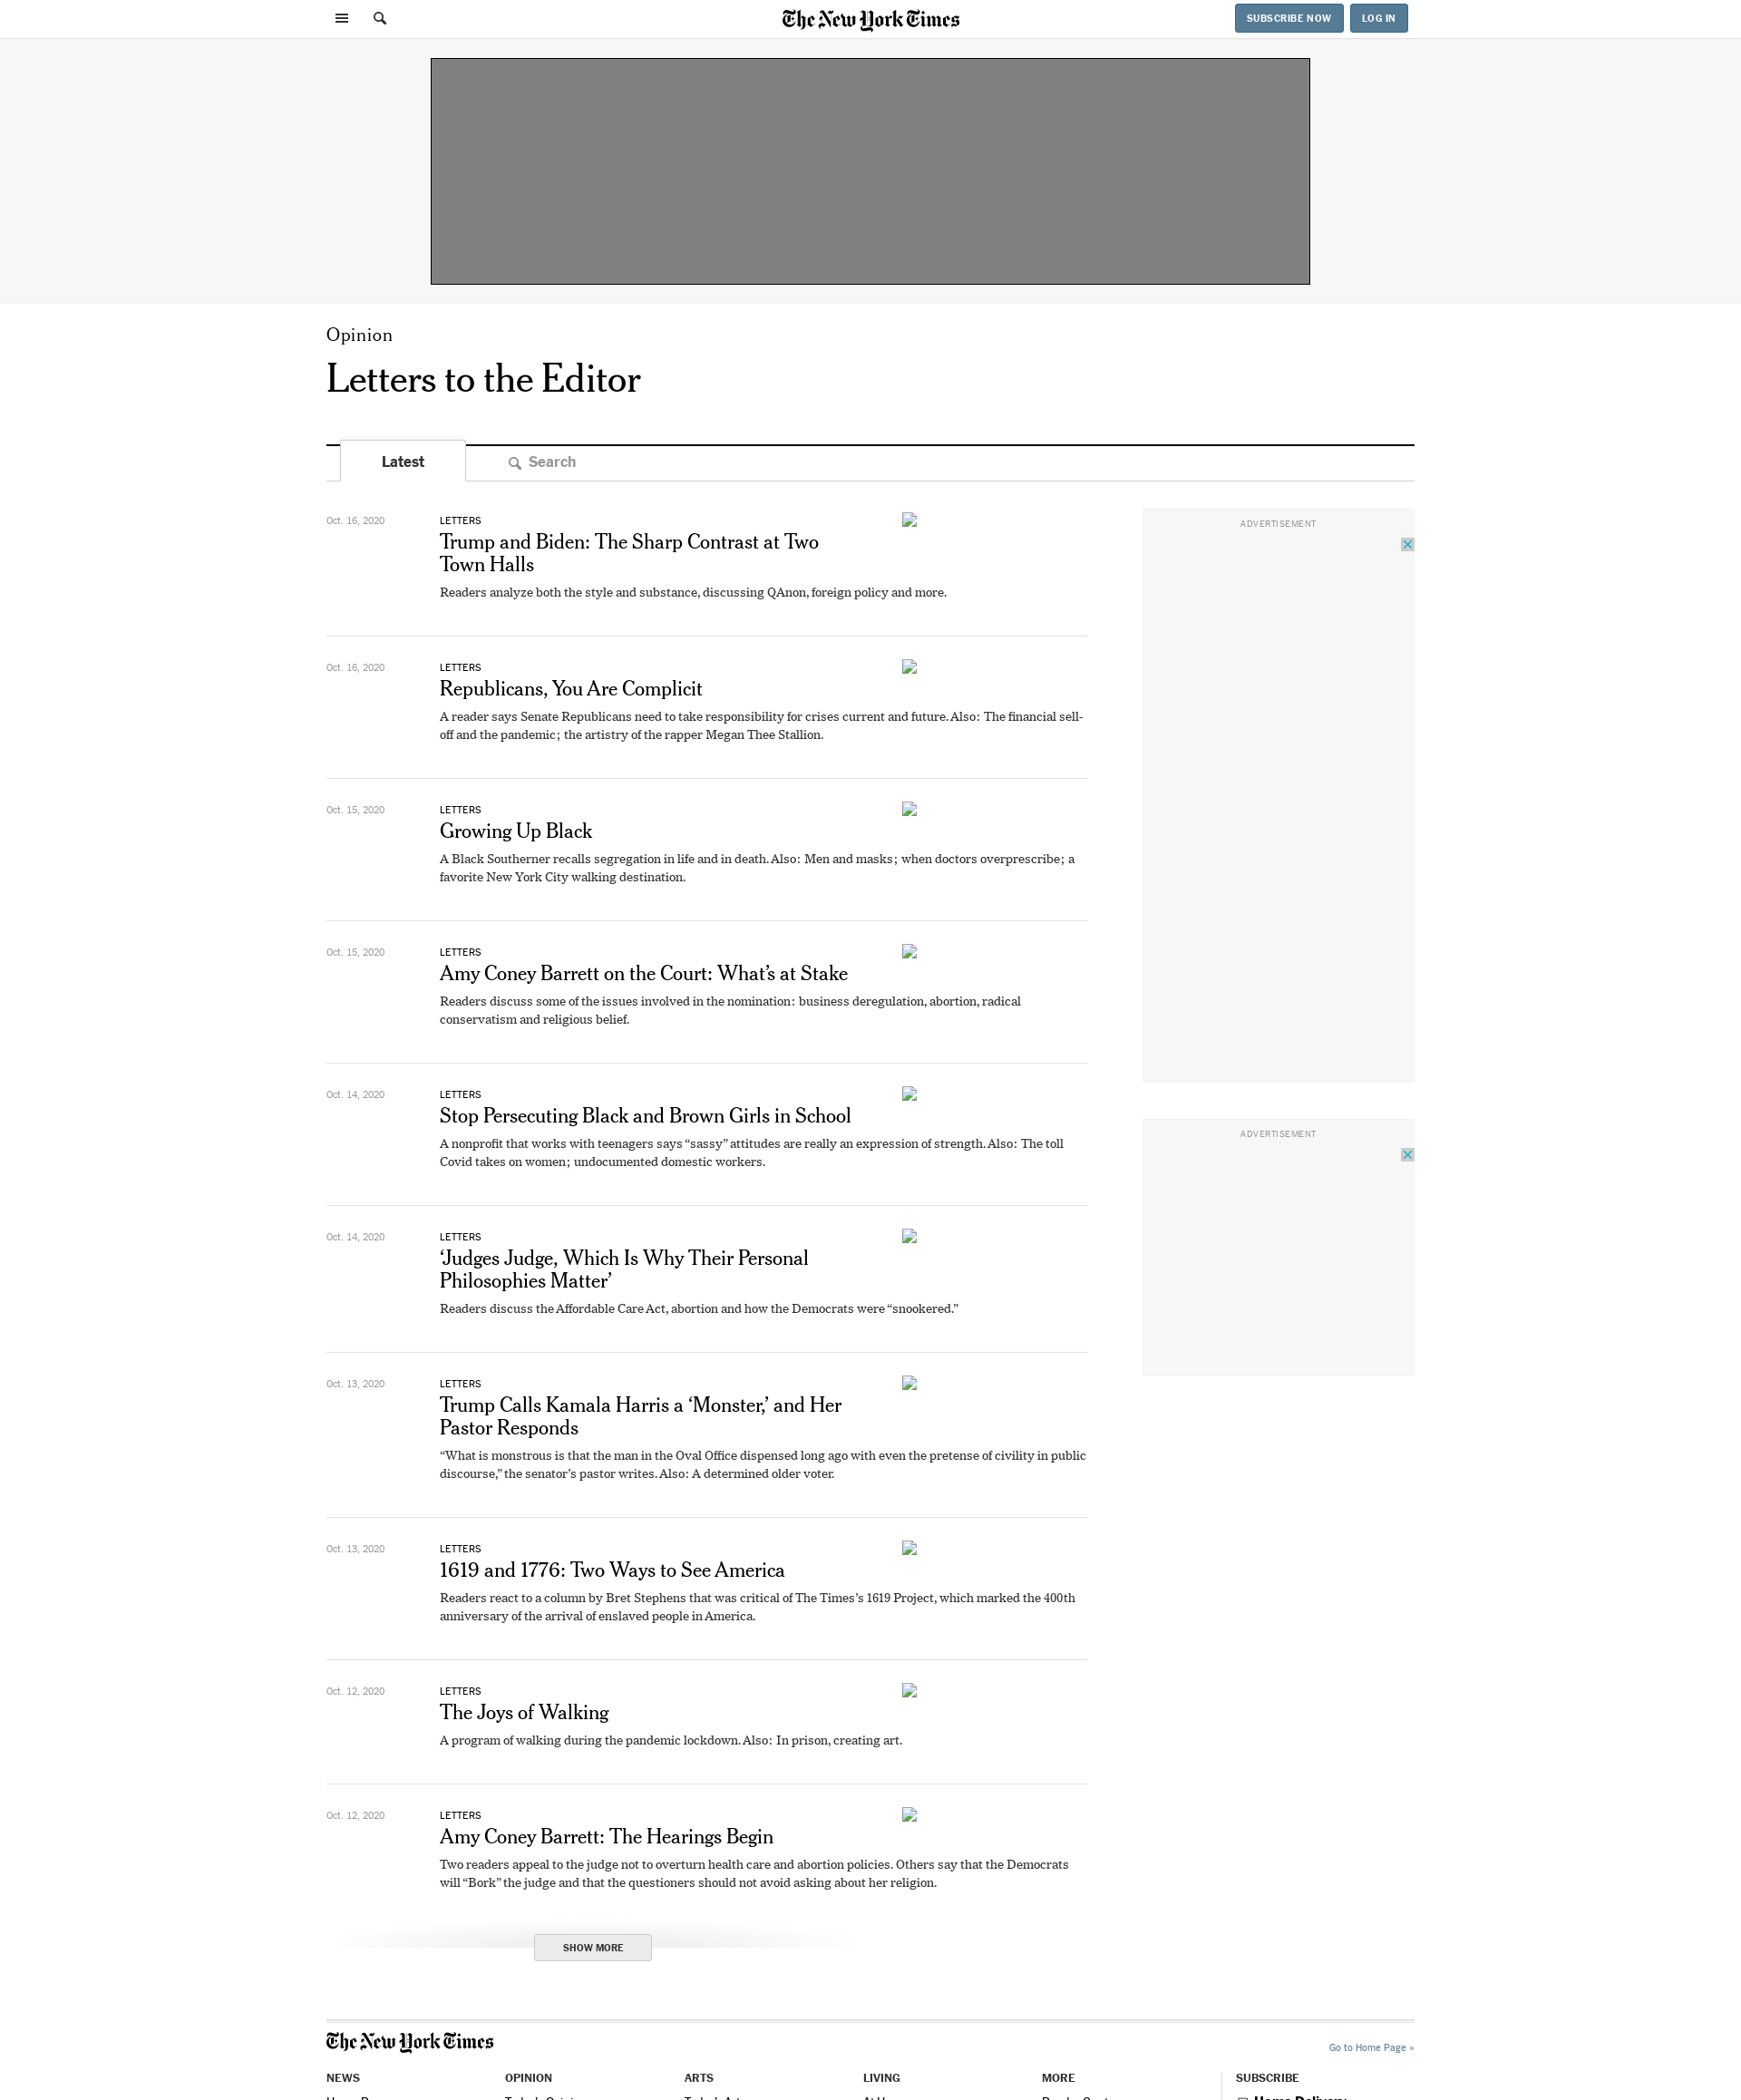 The New York Times
SUBSCRIBE NOW
LOG IN
Opinion
Letters to the Editor
Latest
Search
Oct. 16, 2020
LETTERS
Trump and Biden: The Sharp Contrast at Two
Town Halls
Readers analyze both the style and substance, discussing QAnon, foreign policy and more.
Oct. 16, 2020
LETTERS
Republicans, You Are Complicit
A reader says Senate Republicans need to take responsibility for crises current and future. Also: The financial sell-
off and the pandemic; the artistry of the rapper Megan Thee Stallion.
Oct. 15, 2020
LETTERS
Growing Up Black
A Black Southerner recalls segregation in life and in death. Also: Men and masks; when doctors overprescribe; a
favorite New York City walking destination.
Oct. 15, 2020
LETTERS
Amy Coney Barrett on the Court: What’s at Stake
Readers discuss some of the issues involved in the nomination: business deregulation, abortion, radical
conservatism and religious belief.
Oct. 14, 2020
LETTERS
Stop Persecuting Black and Brown Girls in School
A nonprofit that works with teenagers says “sassy” attitudes are really an expression of strength. Also: The toll
Covid takes on women; undocumented domestic workers.
Oct. 14, 2020
LETTERS
‘Judges Judge, Which Is Why Their Personal
Philosophies Matter’
Readers discuss the Affordable Care Act, abortion and how the Democrats were “snookered.”
Oct. 13, 2020
LETTERS
Trump Calls Kamala Harris a ‘Monster,’ and Her
Pastor Responds
“What is monstrous is that the man in the Oval Office dispensed long ago with even the pretense of civility in public
discourse,” the senator’s pastor writes. Also: A determined older voter.
Oct. 13, 2020
LETTERS
1619 and 1776: Two Ways to See America
Readers react to a column by Bret Stephens that was critical of The Times’s 1619 Project, which marked the 400th
anniversary of the arrival of enslaved people in America.
Oct. 12, 2020
LETTERS
The Joys of Walking
A program of walking during the pandemic lockdown. Also: In prison, creating art.
Oct. 12, 2020
LETTERS
Amy Coney Barrett: The Hearings Begin
Two readers appeal to the judge not to overturn health care and abortion policies. Others say that the Democrats
will “Bork” the judge and that the questioners should not avoid asking about her religion.
SHOW MORE
ADVERTISEMENT
ADVERTISEMENT
The New York Times
Go to Home Page »
NEWS
OPINION
ARTS
LIVING
MORE
SUBSCRIBE